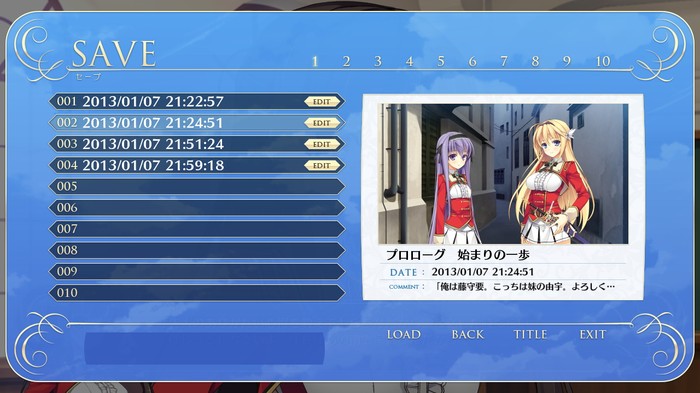 SAVE
セーブ
1 2 3 4 5 6 7 8 9 10
001 2013/01/07 21:22:57 EDIT
002 2013/01/07 21:24:51 EDIT
003 2013/01/07 21:51:24 EDIT
004 2013/01/07 21:59:18 EDIT
005
006
007
008
009
010
プロローグ 始まりの一歩
DATE : 2013/01/07 21:24:51
COMMENT : 「俺は藤守要。こっちは妹の由宇。よろしく…
LOAD BACK TITLE EXIT